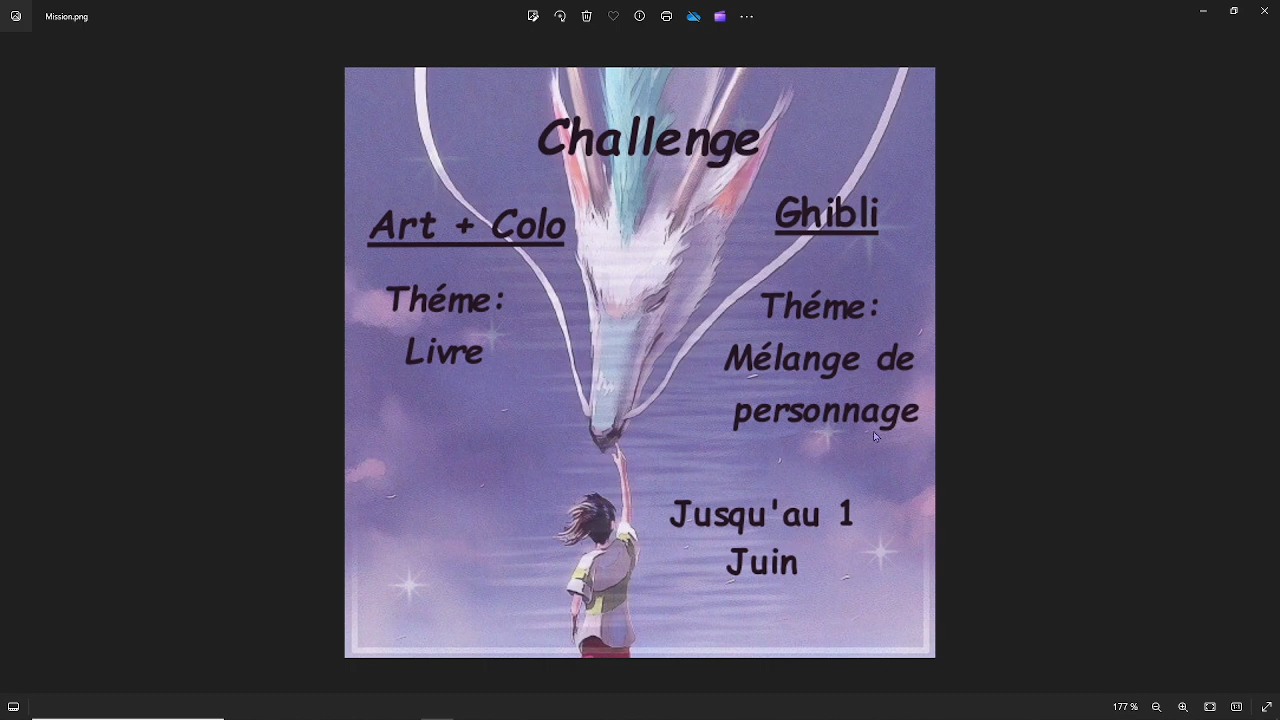 Mission.png
Challenge
Art + Colo
Théme:
Livre
Ghibli
Théme:
Mélange de
personnage
Jusqu'au 1
Juin
177 %